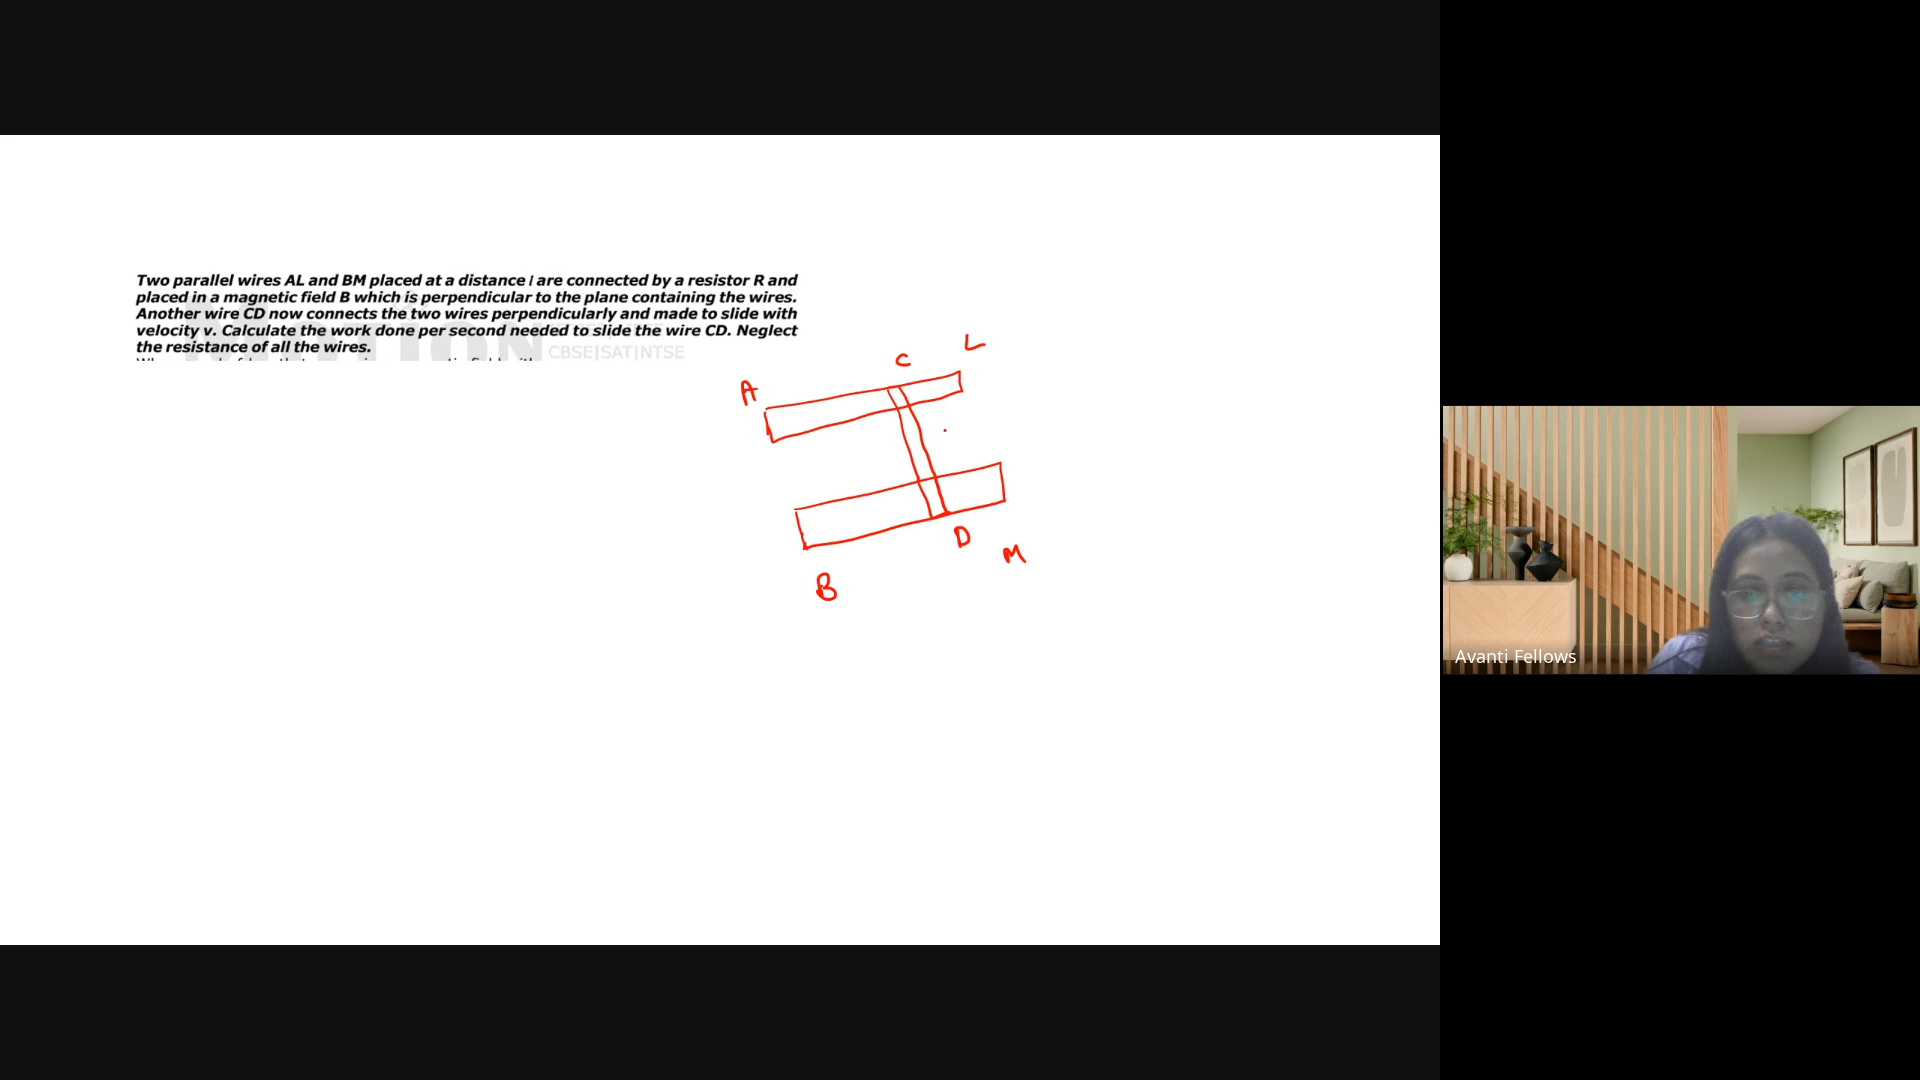 Two parallel wires AL and BM placed at a distance l are connected by a resistor R and
placed in a magnetic field B which is perpendicular to the plane containing the wires.
Another wire CD now connects the two wires perpendicularly and made to slide with
velocity v. Calculate the work done per second needed to slide the wire CD. Neglect
the resistance of all the wires.
CBSE|SAT|NTSE
L
C
A
D
M
B
Avanti Fellows